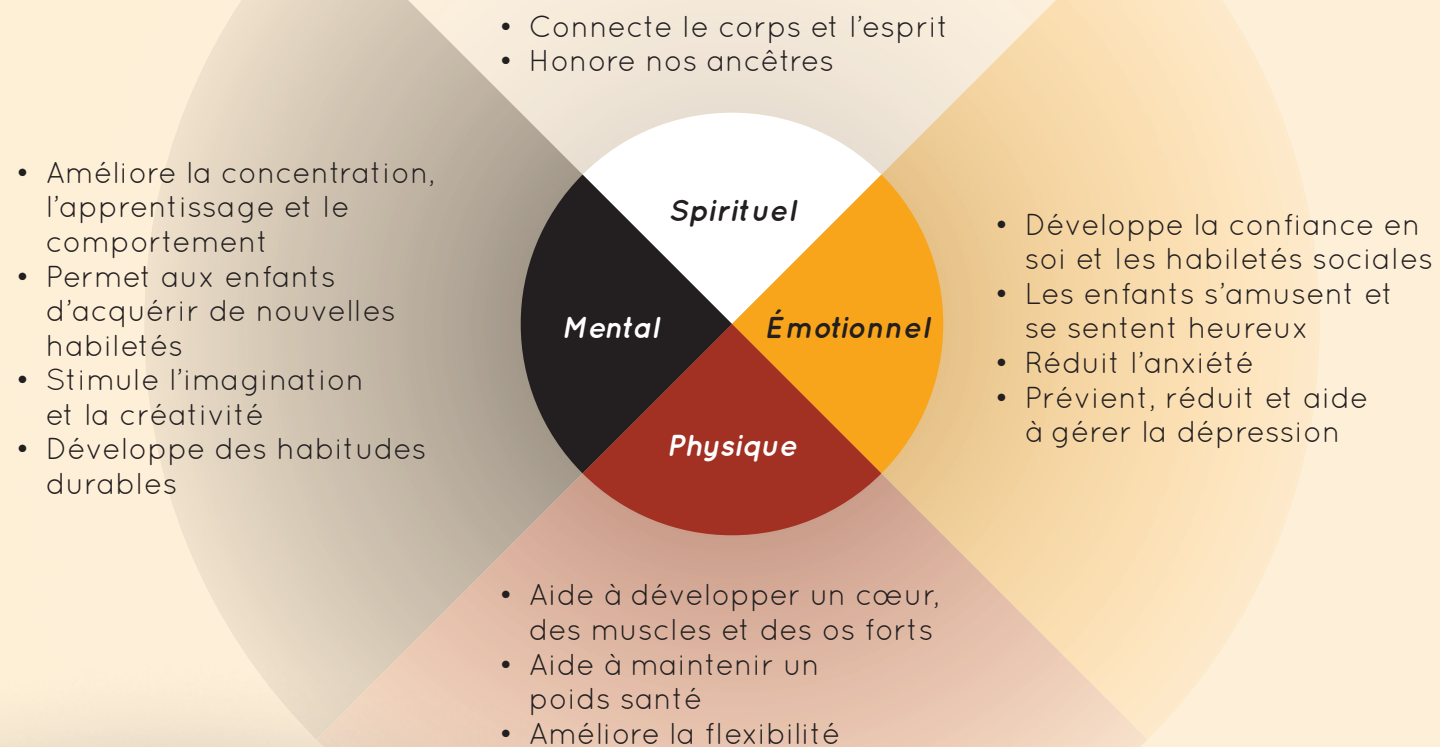 • Connecte le corps et l'esprit
• Honore nos ancêtres
• Améliore la concentration,
l'apprentissage et le
comportement
• Permet aux enfants
d'acquérir de nouvelles
habiletés
• Stimule l'imagination
et la créativité
• Développe des habitudes
durables
Spirituel
Mental
Émotionnel
Physique
• Développe la confiance en
soi et les habiletés sociales
• Les enfants s'amusent et
se sentent heureux
• Réduit l'anxiété
• Prévient, réduit et aide
à gérer la dépression
• Aide à développer un cœur,
des muscles et des os forts
• Aide à maintenir un
poids santé
• Améliore la flexibilité